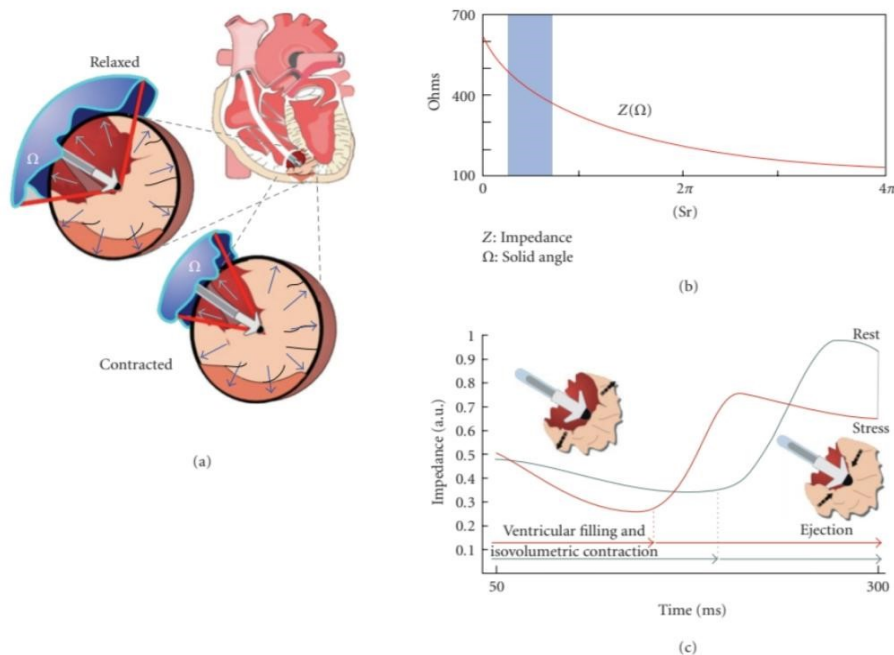 Relaxed
Ω
Ω
Contracted
(a)
700
400
100
Ohms
Z(Ω)
0
2π
4π
(Sr)
Z: Impedance
Ω: Solid angle
(b)
1
0.9
0.8
0.7
0.6
0.5
0.4
0.3
0.2
0.1
Impedance (a.u.)
Rest
Stress
Ventricular filling and
isovolumetric contraction
Ejection
50
300
Time (ms)
(c)